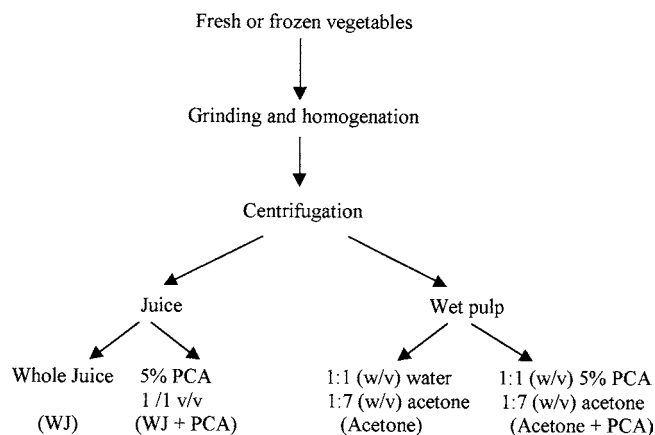 Fresh or frozen vegetables
Grinding and homogenation
Centrifugation
Juice
Wet pulp
Whole Juice
(WJ)
5% PCA
1 /1 v/v
(WJ + PCA)
1:1 (w/v) water
1:7 (w/v) acetone
(Acetone)
1:1 (w/v) 5% PCA
1:7 (w/v) acetone
(Acetone + PCA)